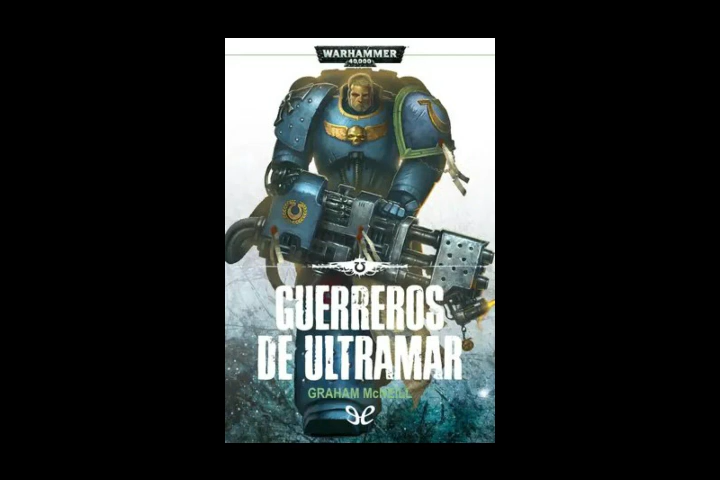 WARHAMMER
40,000
GUERREROS
DE ULTRAMAR
GRAHAM McNEILL